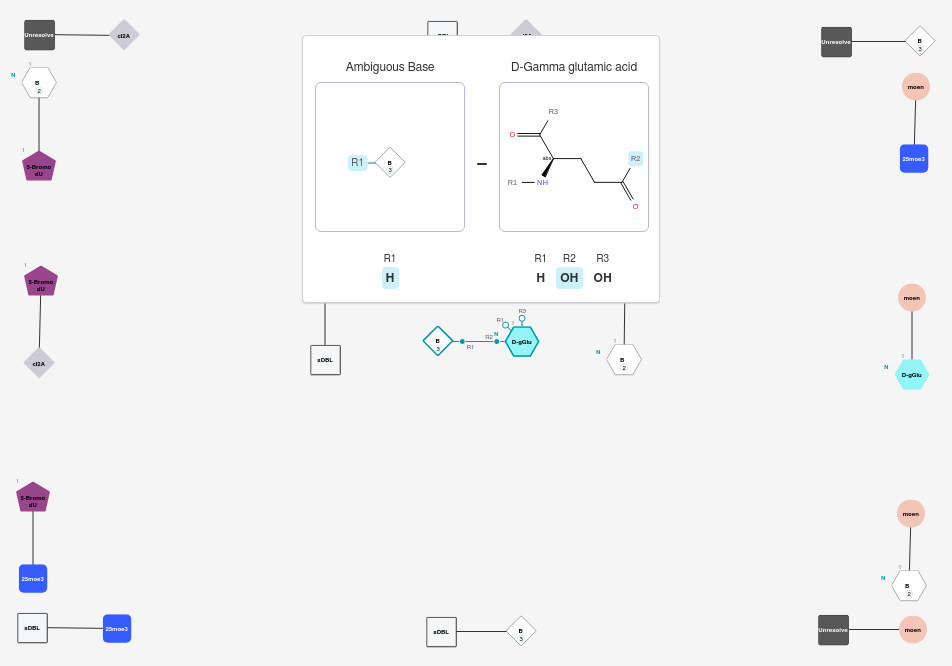 Unresolve
cl2A
1
N
B
2
1
5-Bromo
dU
Ambiguous Base
D-Gamma glutamic acid
R1
B
3
–
R3
O
abs
R2
R1
NH
O
R1
H
R1 R2 R3
H OH OH
Unresolve
B
3
moen
25moe3
1
5-Bromo
dU
cl2A
sDBL
B
3
R1
R2
N
R1
1
R3
D-gGlu
N
1
B
2
moen
N
1
D-gGlu
1
5-Bromo
dU
25moe3
sDBL
25moe3
sDBL
B
3
moen
N
1
B
2
Unresolve
moen